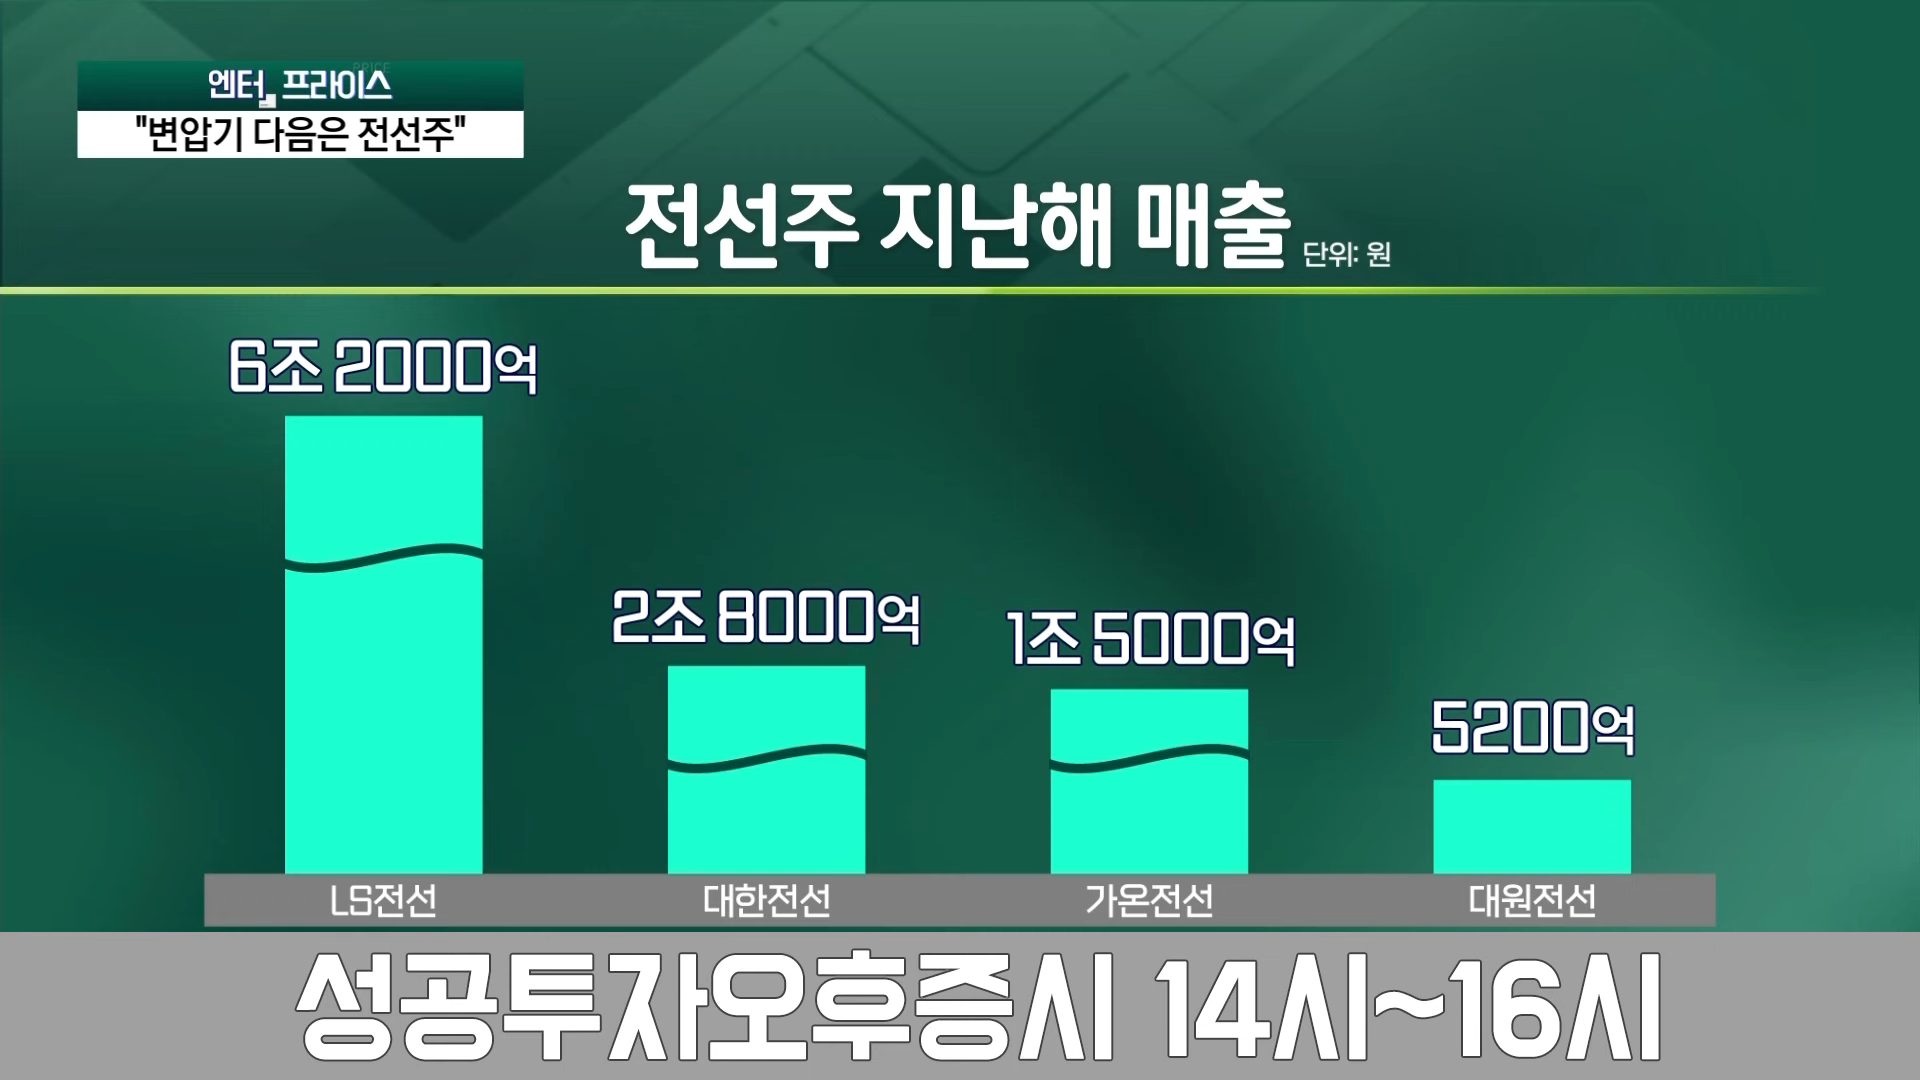 PRICE
엔터 프라이스
"변압기 다음은 전선주"
전선주 지난해 매출 단위: 원
6조 2000억
2조 8000억
1조 5000억
5200억
LS전선 대한전선 가온전선 대원전선
성공투자오후증시 14시~16시